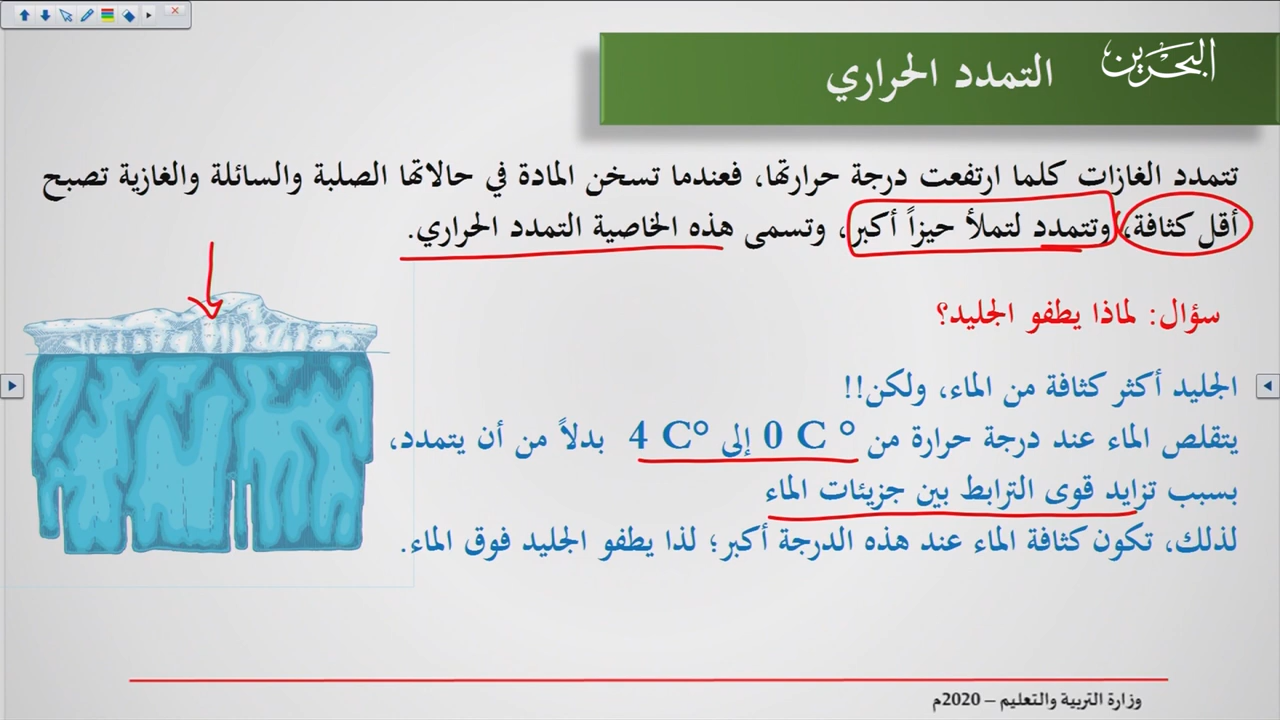 البحرين
التمدد الحراري
تتمدد الغازات كلما ارتفعت درجة حرارتها، فعندما تسخن المادة في حالاتها الصلبة والسائلة والغازية تصبح
أقل كثافة، وتتمدد لتملأ حيزاً أكبر، وتسمى هذه الخاصية التمدد الحراري.
سؤال: لماذا يطفو الجليد؟
الجليد أكثر كثافة من الماء، ولكن!!
يتقلص الماء عند درجة حرارة من 0 C ° إلى 4 C° بدلاً من أن يتمدد،
بسبب تزايد قوى الترابط بين جزيئات الماء
لذلك، تكون كثافة الماء عند هذه الدرجة أكبر؛ لذا يطفو الجليد فوق الماء.
وزارة التربية والتعليم – 2020م